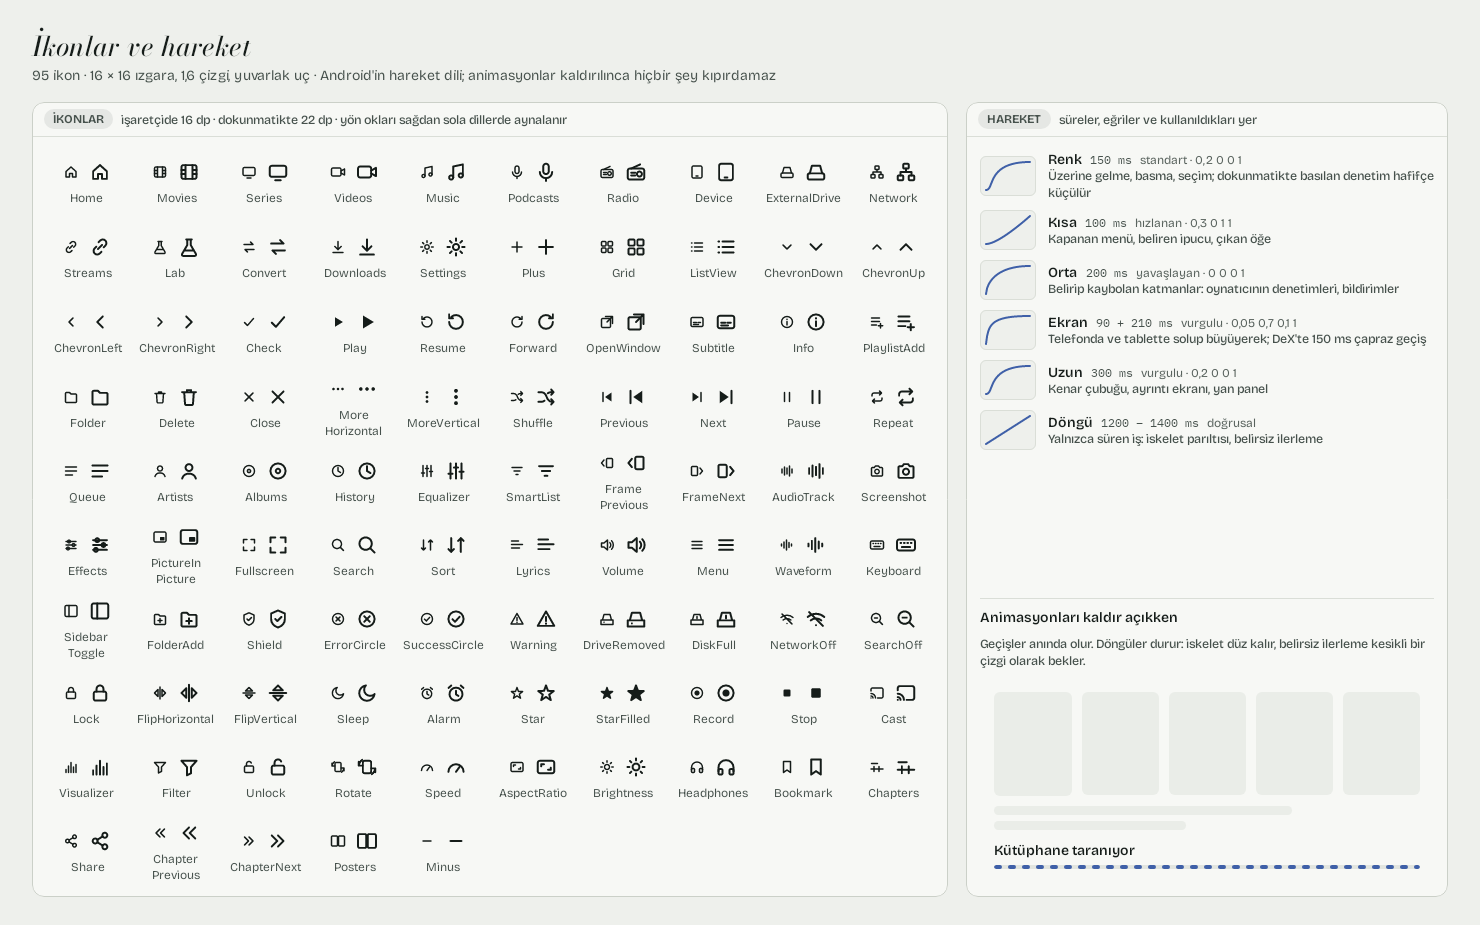 İkonlar ve hareket
95 ikon · 16 × 16 ızgara, 1,6 çizgi, yuvarlak uç · Android'in hareket dili; animasyonlar kaldırılınca hiçbir şey kıpırdamaz
İKONLAR işaretçide 16 dp · dokunmatikte 22 dp · yön okları sağdan sola dillerde aynalanır
Home Movies Series Videos Music Podcasts Radio Device ExternalDrive Network
Streams Lab Convert Downloads Settings Plus Grid ListView ChevronDown ChevronUp
ChevronLeft ChevronRight Check Play Resume Forward OpenWindow Subtitle Info PlaylistAdd
Folder Delete Close More Horizontal MoreVertical Shuffle Previous Next Pause Repeat
Queue Artists Albums History Equalizer SmartList Frame Previous FrameNext AudioTrack Screenshot
Effects PictureIn Picture Fullscreen Search Sort Lyrics Volume Menu Waveform Keyboard
Sidebar Toggle FolderAdd Shield ErrorCircle SuccessCircle Warning DriveRemoved DiskFull NetworkOff SearchOff
Lock FlipHorizontal FlipVertical Sleep Alarm Star StarFilled Record Stop Cast
Visualizer Filter Unlock Rotate Speed AspectRatio Brightness Headphones Bookmark Chapters
Share Chapter Previous ChapterNext Posters Minus
HAREKET süreler, eğriler ve kullanıldıkları yer
Renk 150 ms standart · 0,2 0 0 1
Üzerine gelme, basma, seçim; dokunmatikte basılan denetim hafifçe
küçülür
Kısa 100 ms hızlanan · 0,3 0 1 1
Kapanan menü, beliren ipucu, çıkan öğe
Orta 200 ms yavaşlayan · 0 0 0 1
Belirip kaybolan katmanlar: oynatıcının denetimleri, bildirimler
Ekran 90 + 210 ms vurgulu · 0,05 0,7 0,1 1
Telefonda ve tablette solup büyüyerek; DeX'te 150 ms çapraz geçiş
Uzun 300 ms vurgulu · 0,2 0 0 1
Kenar çubuğu, ayrıntı ekranı, yan panel
Döngü 1200 – 1400 ms doğrusal
Yalnızca süren iş: iskelet parıltısı, belirsiz ilerleme
Animasyonları kaldır açıkken
Geçişler anında olur. Döngüler durur: iskelet düz kalır, belirsiz ilerleme kesikli bir
çizgi olarak bekler.
Kütüphane taranıyor